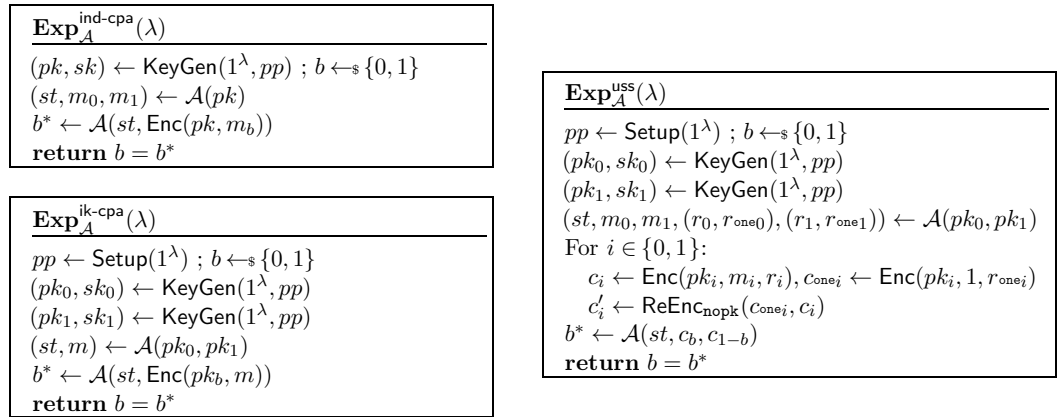 Exp_A^ind-cpa(λ)
(pk, sk) ← KeyGen(1^λ, pp) ; b ←$ {0, 1}
(st, m_0, m_1) ← A(pk)
b* ← A(st, Enc(pk, m_b))
return b = b*
Exp_A^ik-cpa(λ)
pp ← Setup(1^λ) ; b ←$ {0, 1}
(pk_0, sk_0) ← KeyGen(1^λ, pp)
(pk_1, sk_1) ← KeyGen(1^λ, pp)
(st, m) ← A(pk_0, pk_1)
b* ← A(st, Enc(pk_b, m))
return b = b*
Exp_A^uss(λ)
pp ← Setup(1^λ) ; b ←$ {0, 1}
(pk_0, sk_0) ← KeyGen(1^λ, pp)
(pk_1, sk_1) ← KeyGen(1^λ, pp)
(st, m_0, m_1, (r_0, r_one0), (r_1, r_one1)) ← A(pk_0, pk_1)
For i ∈ {0, 1}:
c_i ← Enc(pk_i, m_i, r_i), c_onei ← Enc(pk_i, 1, r_onei)
c'_i ← ReEnc_nopk(c_onei, c_i)
b* ← A(st, c_b, c_1−b)
return b = b*